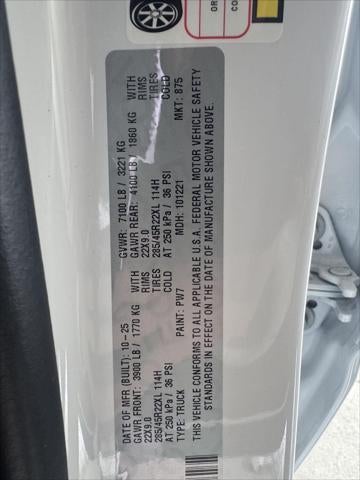 DATE OF MFR (BUILT): 10-25 GVWR: 7100 LB / 3221 KG
GAWR FRONT: 3900 LB / 1770 KG WITH GAWR REAR: 4100 LB / 1860 KG WITH
22X9.0 RIMS 22X9.0 RIMS
285/45R22XL 114H TIRES 285/45R22XL 114H TIRES
AT 250 kPa / 36 PSI COLD AT 250 kPa / 36 PSI COLD
TYPE: TRUCK PAINT: PW7 MDH: 101221 MKT: 875
THIS VEHICLE CONFORMS TO ALL APPLICABLE U.S.A. FEDERAL MOTOR VEHICLE SAFETY
STANDARDS IN EFFECT ON THE DATE OF MANUFACTURE SHOWN ABOVE.